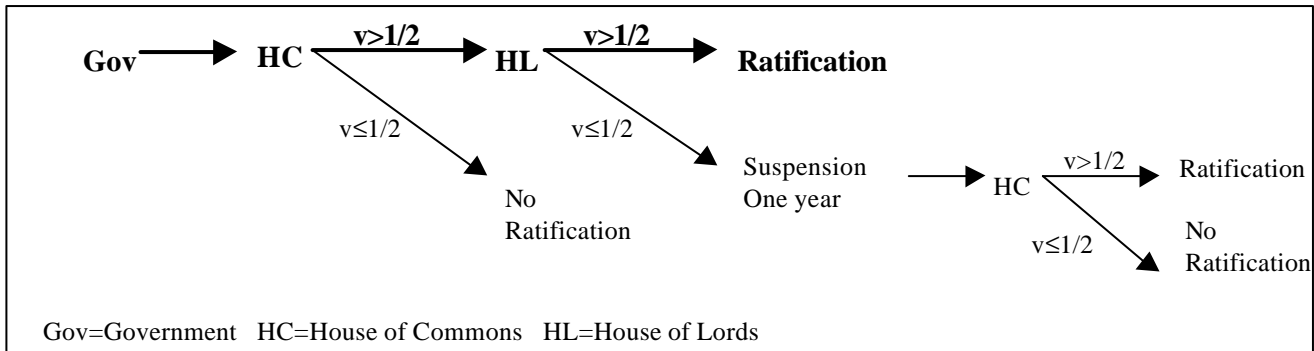 Gov HC v>1/2 HL v>1/2 Ratification
v≤1/2 v≤1/2
No
Ratification
Suspension
One year
HC v>1/2 Ratification
v≤1/2 No
Ratification
Gov=Government HC=House of Commons HL=House of Lords